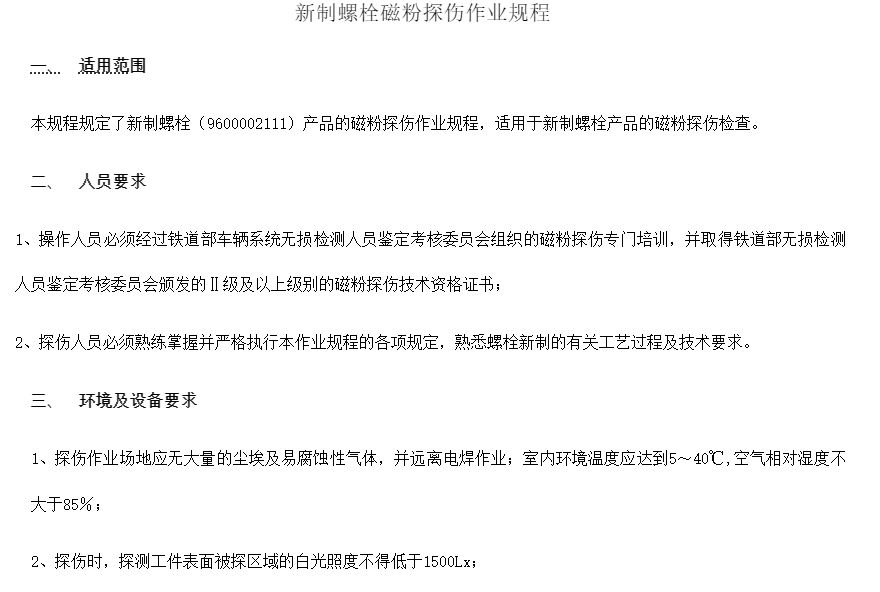 新制螺栓磁粉探伤作业规程
一、 适用范围
本规程规定了新制螺栓（9600002111）产品的磁粉探伤作业规程，适用于新制螺栓产品的磁粉探伤检查。
二、 人员要求
1、操作人员必须经过铁道部车辆系统无损检测人员鉴定考核委员会组织的磁粉探伤专门培训，并取得铁道部无损检测
人员鉴定考核委员会颁发的Ⅱ级及以上级别的磁粉探伤技术资格证书；
2、探伤人员必须熟练掌握并严格执行本作业规程的各项规定，熟悉螺栓新制的有关工艺过程及技术要求。
三、 环境及设备要求
1、探伤作业场地应无大量的尘埃及易腐蚀性气体，并远离电焊作业；室内环境温度应达到5～40℃,空气相对湿度不
大于85％；
2、探伤时，探测工件表面被探区域的白光照度不得低于1500Lx；